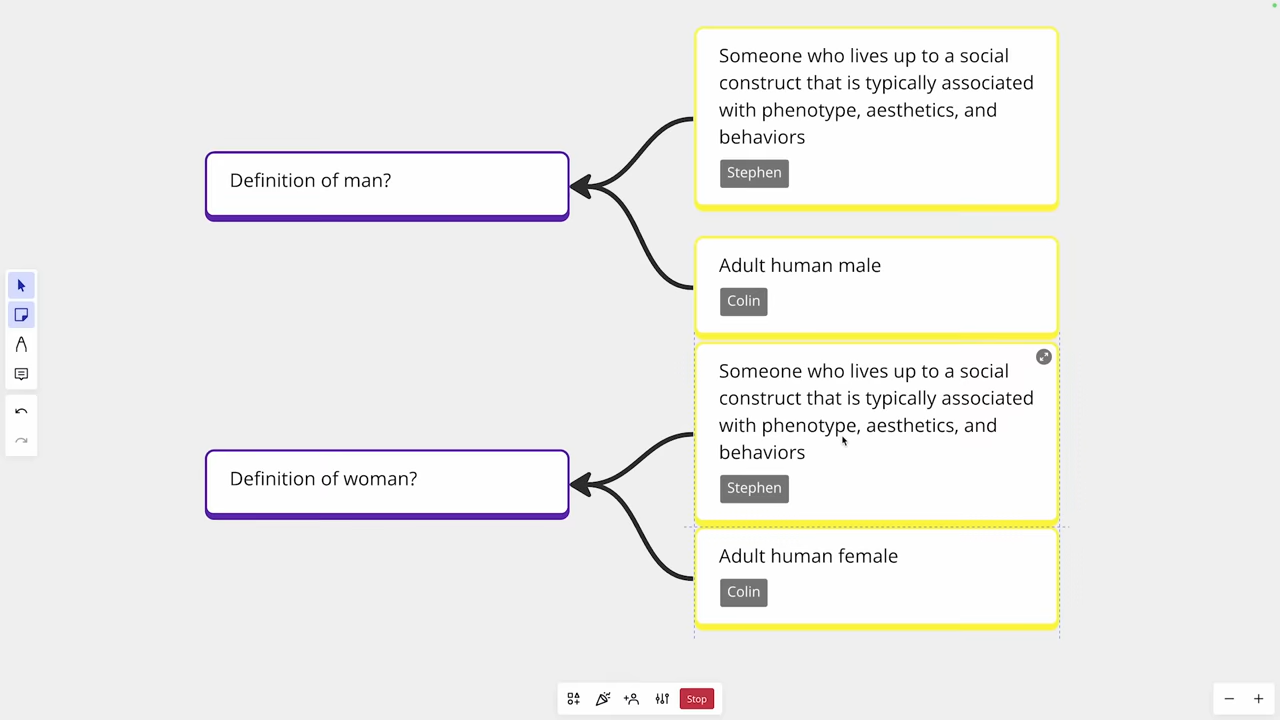 Someone who lives up to a social
construct that is typically associated
with phenotype, aesthetics, and
behaviors
Stephen
Definition of man?
Adult human male
Colin
Someone who lives up to a social
construct that is typically associated
with phenotype, aesthetics, and
behaviors
Stephen
Definition of woman?
Adult human female
Colin
Stop